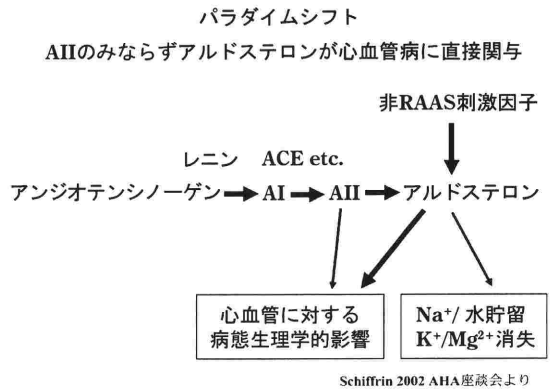 パラダイムシフト
AIIのみならずアルドステロンが心血管病に直接関与
非RAAS刺激因子
レニン ACE etc.
アンジオテンシノーゲン AI AII アルドステロン
心血管に対する
病態生理学的影響
Na⁺/ 水貯留
K⁺/Mg²⁺消失
Schiffrin 2002 AHA座談会より